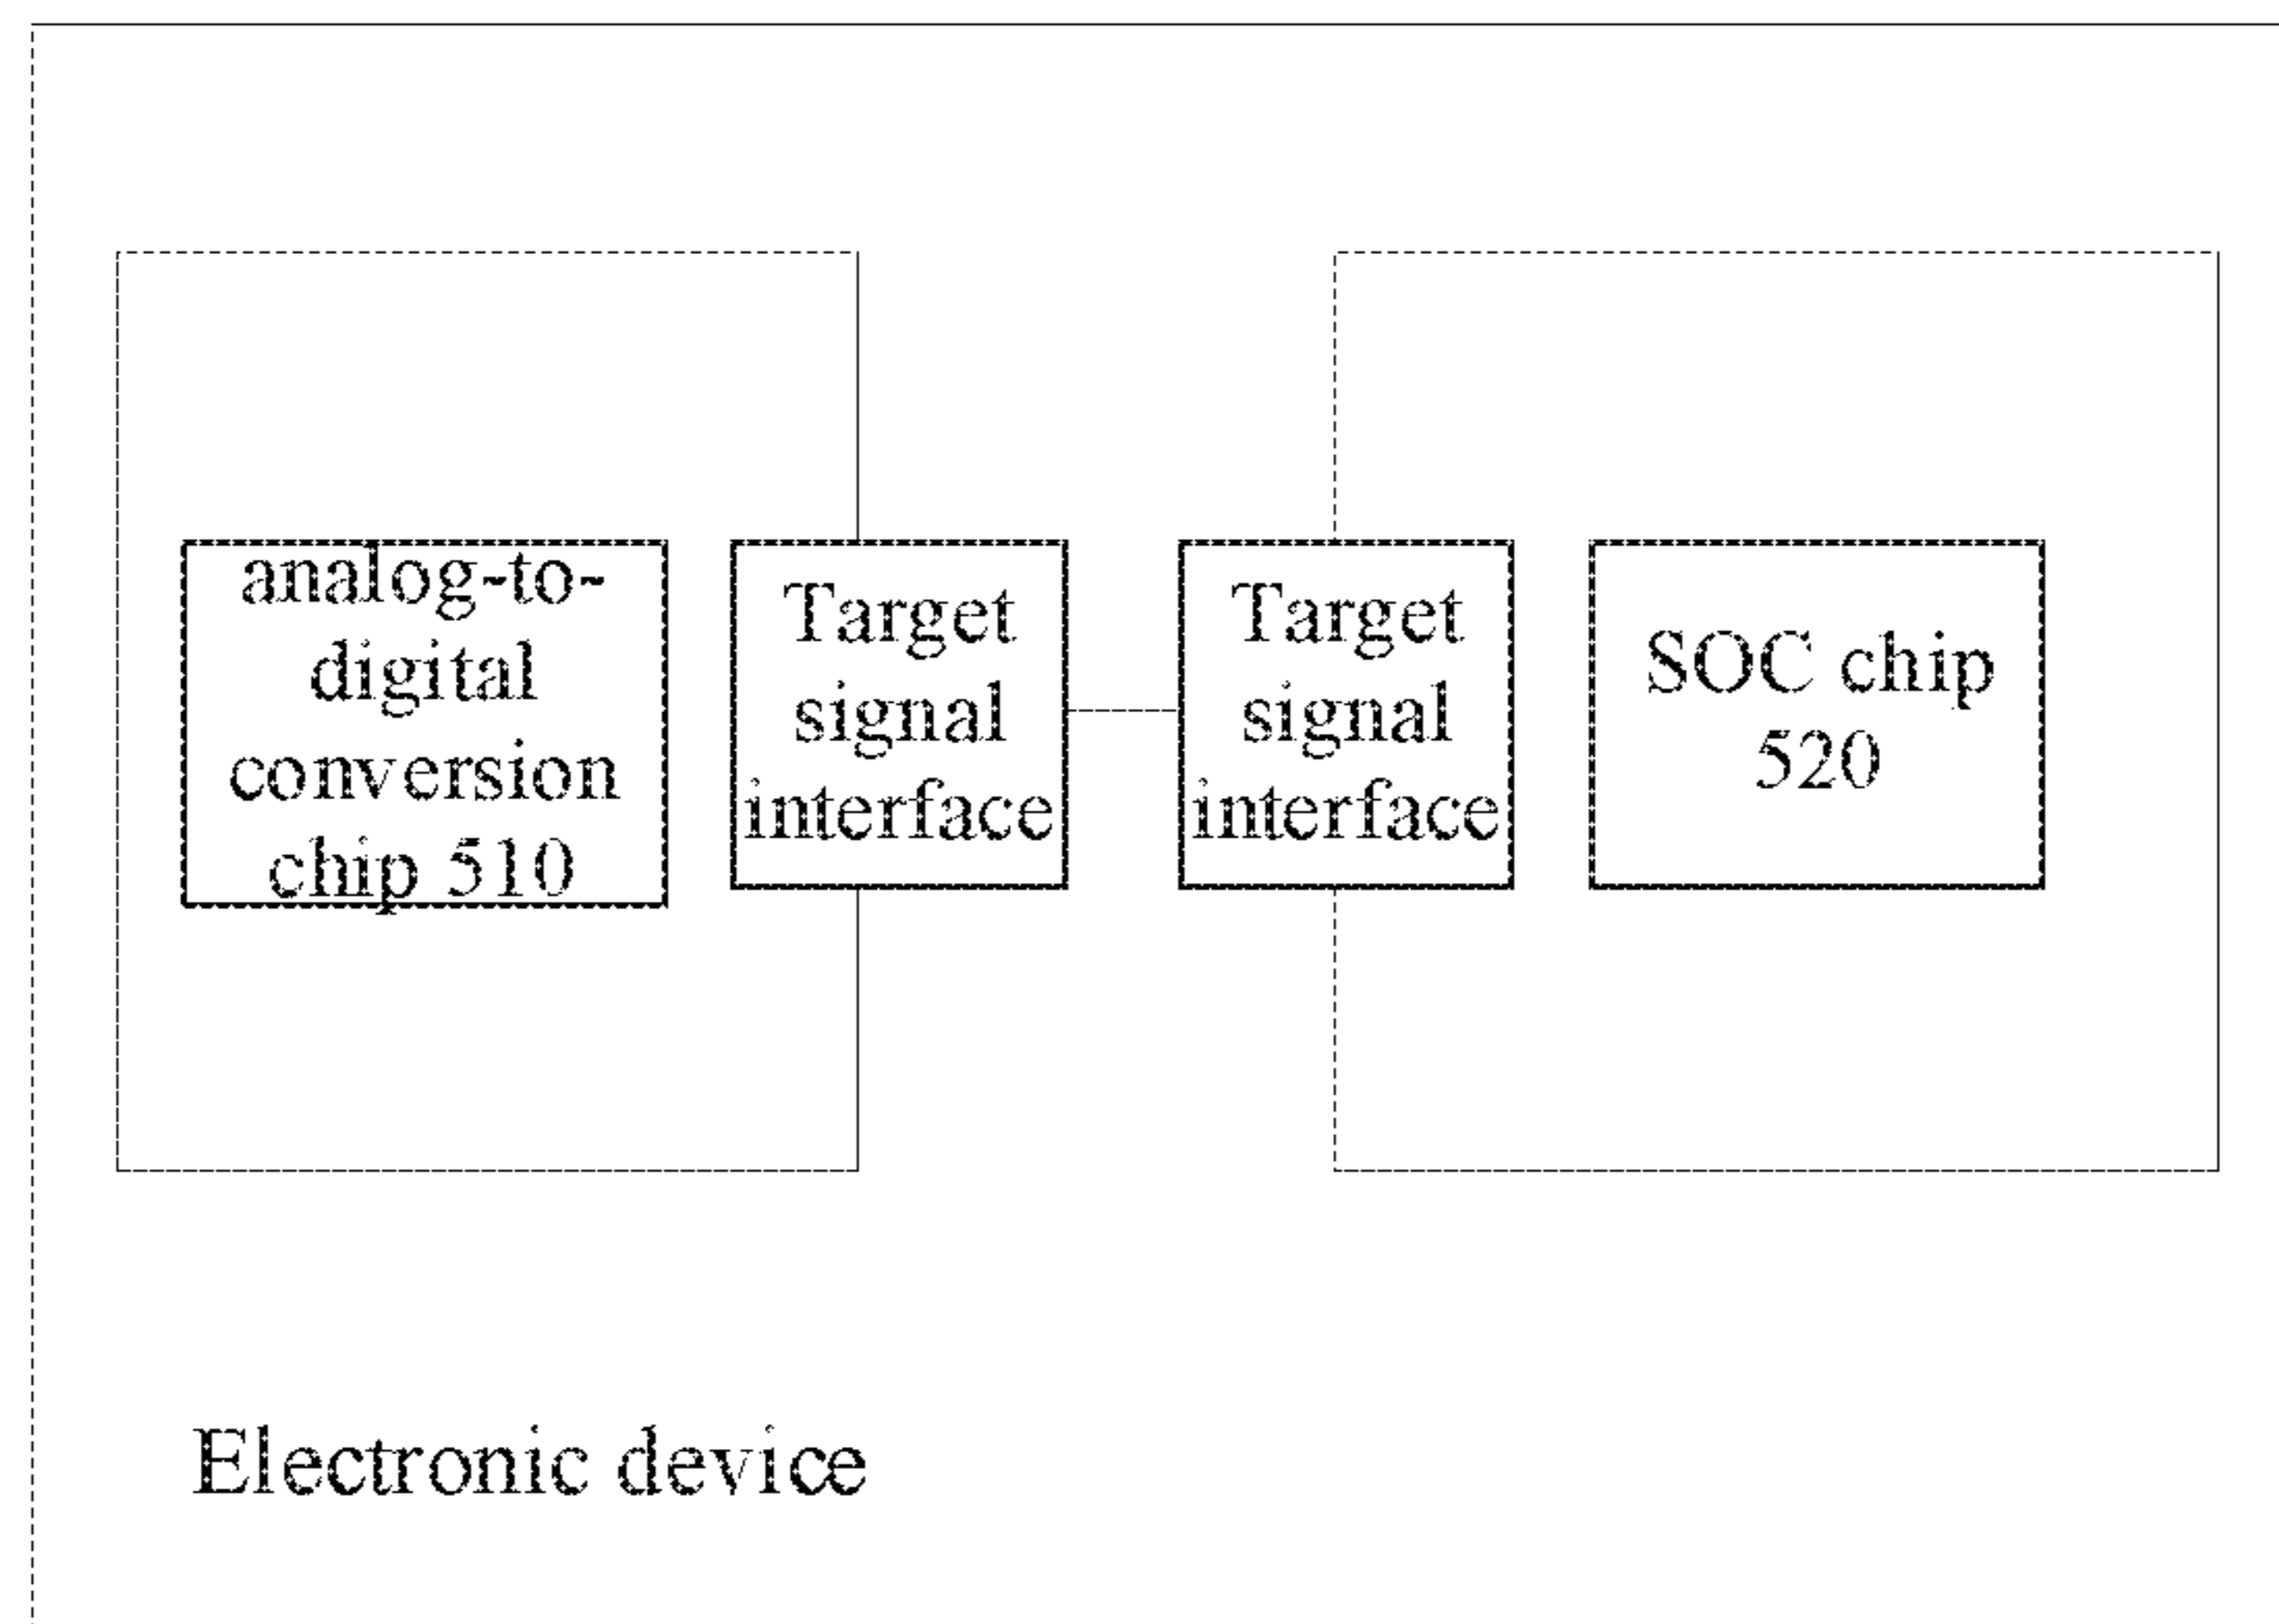 analog-to-
digital
conversion
chip 510
Target
signal
interface
Target
signal
interface
SOC chip
520
Electronic device